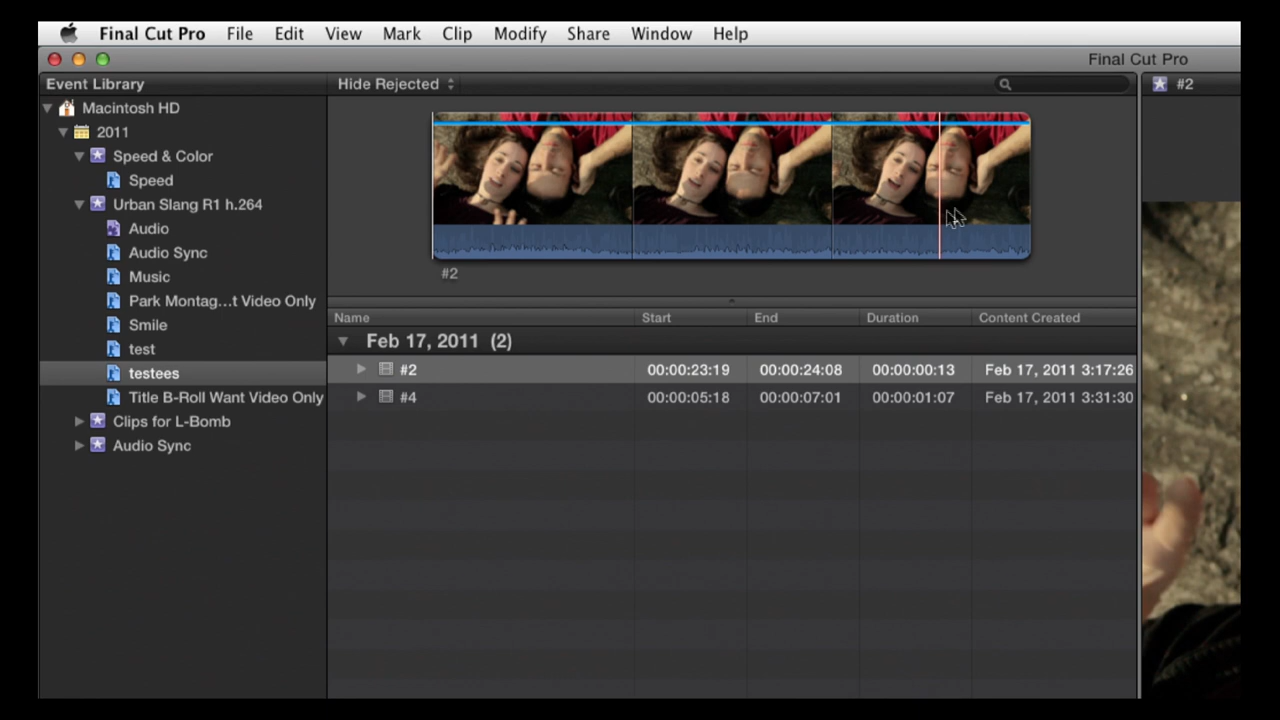 Final Cut Pro File Edit View Mark Clip Modify Share Window Help
Final Cut Pro
Event Library
Hide Rejected
#2
Macintosh HD
2011
Speed & Color
Speed
Urban Slang R1 h.264
Audio
Audio Sync
Music
Park Montag...t Video Only
Smile
test
testees
Title B-Roll Want Video Only
Clips for L-Bomb
Audio Sync
#2
Name Start End Duration Content Created
Feb 17, 2011 (2)
#2 00:00:23:19 00:00:24:08 00:00:00:13 Feb 17, 2011 3:17:26
#4 00:00:05:18 00:00:07:01 00:00:01:07 Feb 17, 2011 3:31:30